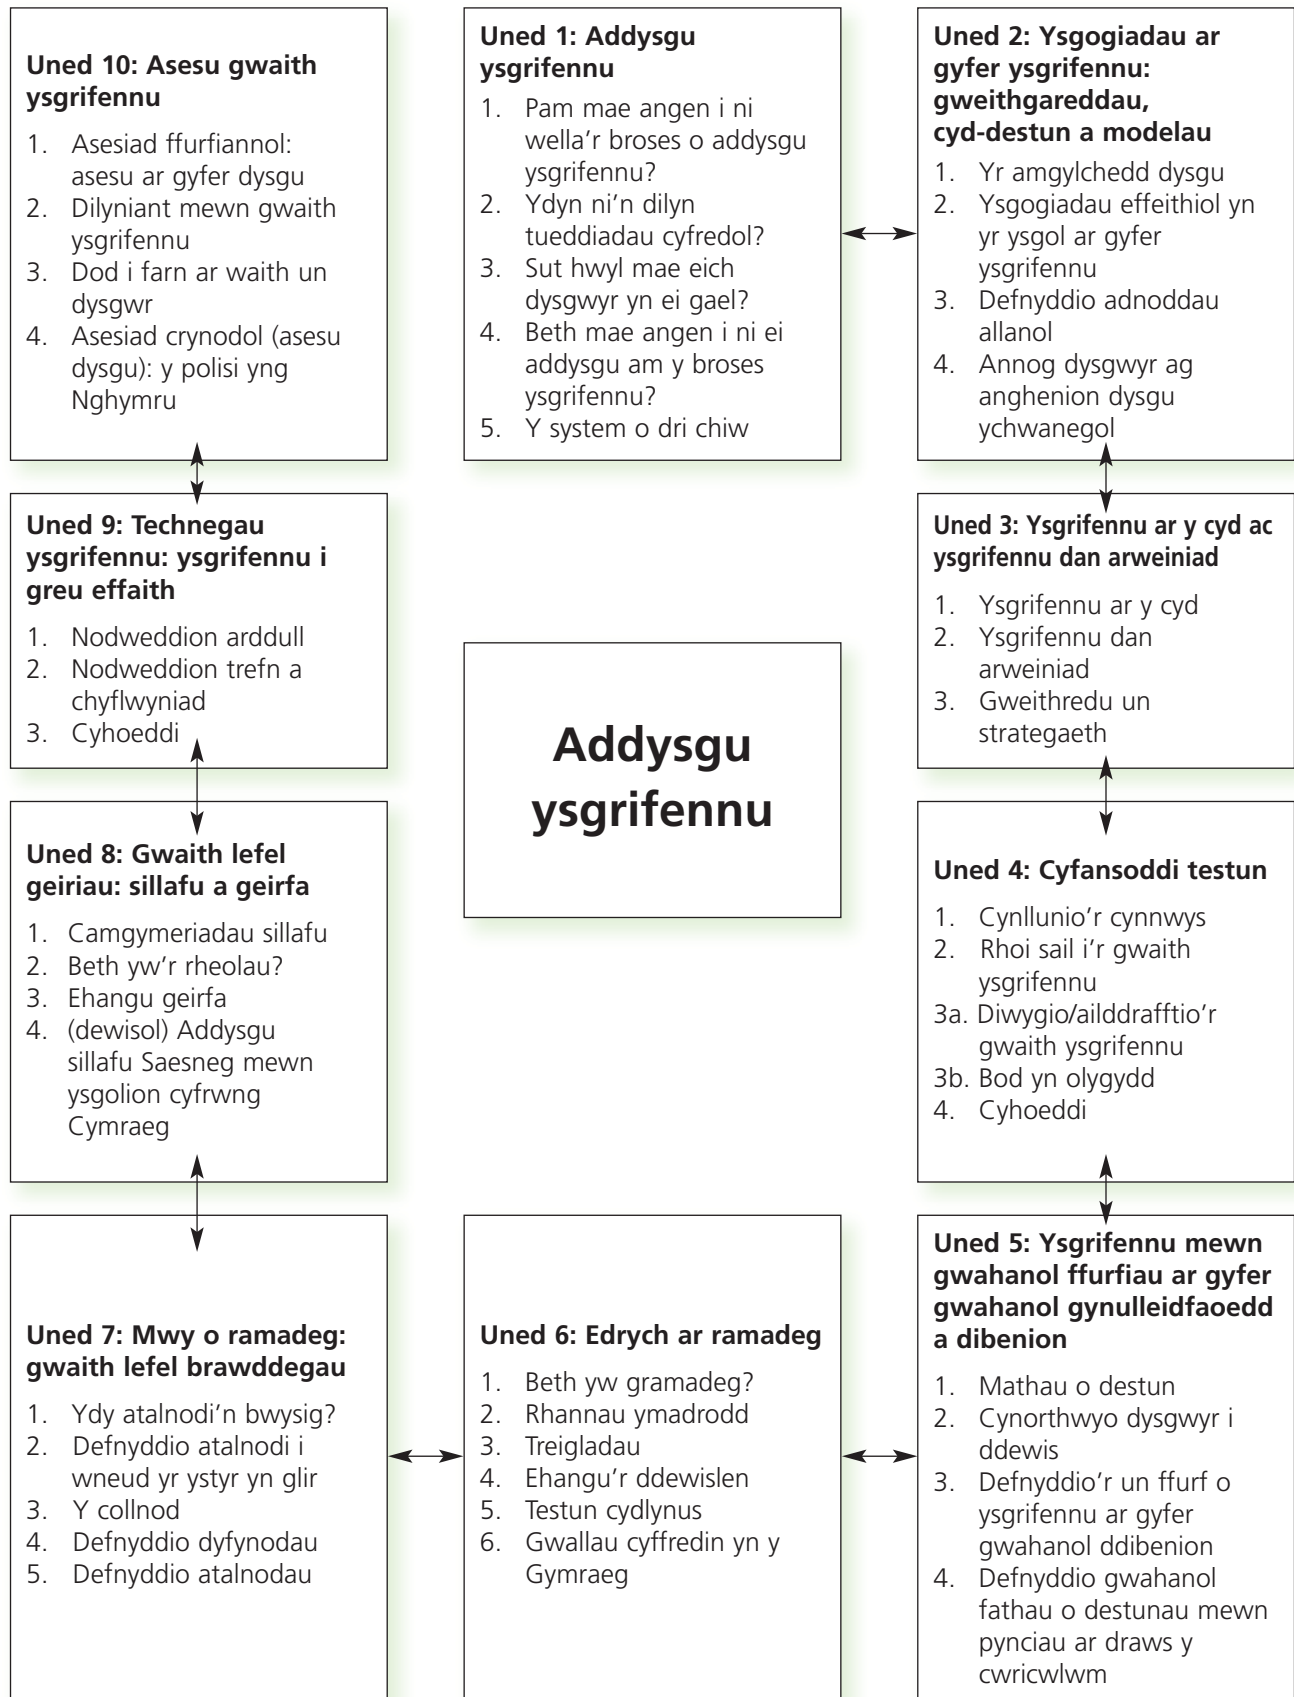 Uned 10: Asesu gwaith
ysgrifennu
1. Asesiad ffurfiannol:
asesu ar gyfer dysgu
2. Dilyniant mewn gwaith
ysgrifennu
3. Dod i farn ar waith un
dysgwr
4. Asesiad crynodol (asesu
dysgu): y polisi yng
Nghymru
Uned 1: Addysgu
ysgrifennu
1. Pam mae angen i ni
wella'r broses o addysgu
ysgrifennu?
2. Ydyn ni'n dilyn
tueddiadau cyfredol?
3. Sut hwyl mae eich
dysgwyr yn ei gael?
4. Beth mae angen i ni ei
addysgu am y broses
ysgrifennu?
5. Y system o dri chiw
Uned 2: Ysgogiadau ar
gyfer ysgrifennu:
gweithgareddau,
cyd-destun a modelau
1. Yr amgylchedd dysgu
2. Ysgogiadau effeithiol yn
yr ysgol ar gyfer
ysgrifennu
3. Defnyddio adnoddau
allanol
4. Annog dysgwyr ag
anghenion dysgu
ychwanegol
Uned 9: Technegau
ysgrifennu: ysgrifennu i
greu effaith
1. Nodweddion arddull
2. Nodweddion trefn a
chyflwyniad
3. Cyhoeddi
Addysgu
ysgrifennu
Uned 3: Ysgrifennu ar y cyd ac
ysgrifennu dan arweiniad
1. Ysgrifennu ar y cyd
2. Ysgrifennu dan
arweiniad
3. Gweithredu un
strategaeth
Uned 8: Gwaith lefel
geiriau: sillafu a geirfa
1. Camgymeriadau sillafu
2. Beth yw'r rheolau?
3. Ehangu geirfa
4. (dewisol) Addysgu
sillafu Saesneg mewn
ysgolion cyfrwng
Cymraeg
Uned 4: Cyfansoddi testun
1. Cynllunio'r cynnwys
2. Rhoi sail i'r gwaith
ysgrifennu
3a. Diwygio/ailddrafftio'r
gwaith ysgrifennu
3b. Bod yn olygydd
4. Cyhoeddi
Uned 7: Mwy o ramadeg:
gwaith lefel brawddegau
1. Ydy atalnodi'n bwysig?
2. Defnyddio atalnodi i
wneud yr ystyr yn glir
3. Y collnod
4. Defnyddio dyfynodau
5. Defnyddio atalnodau
Uned 6: Edrych ar ramadeg
1. Beth yw gramadeg?
2. Rhannau ymadrodd
3. Treigladau
4. Ehangu'r ddewislen
5. Testun cydlynus
6. Gwallau cyffredin yn y
Gymraeg
Uned 5: Ysgrifennu mewn
gwahanol ffurfiau ar gyfer
gwahanol gynulleidfaoedd
a dibenion
1. Mathau o destun
2. Cynorthwyo dysgwyr i
ddewis
3. Defnyddio'r un ffurf o
ysgrifennu ar gyfer
gwahanol ddibenion
4. Defnyddio gwahanol
fathau o destunau mewn
pynciau ar draws y
cwricwlwm